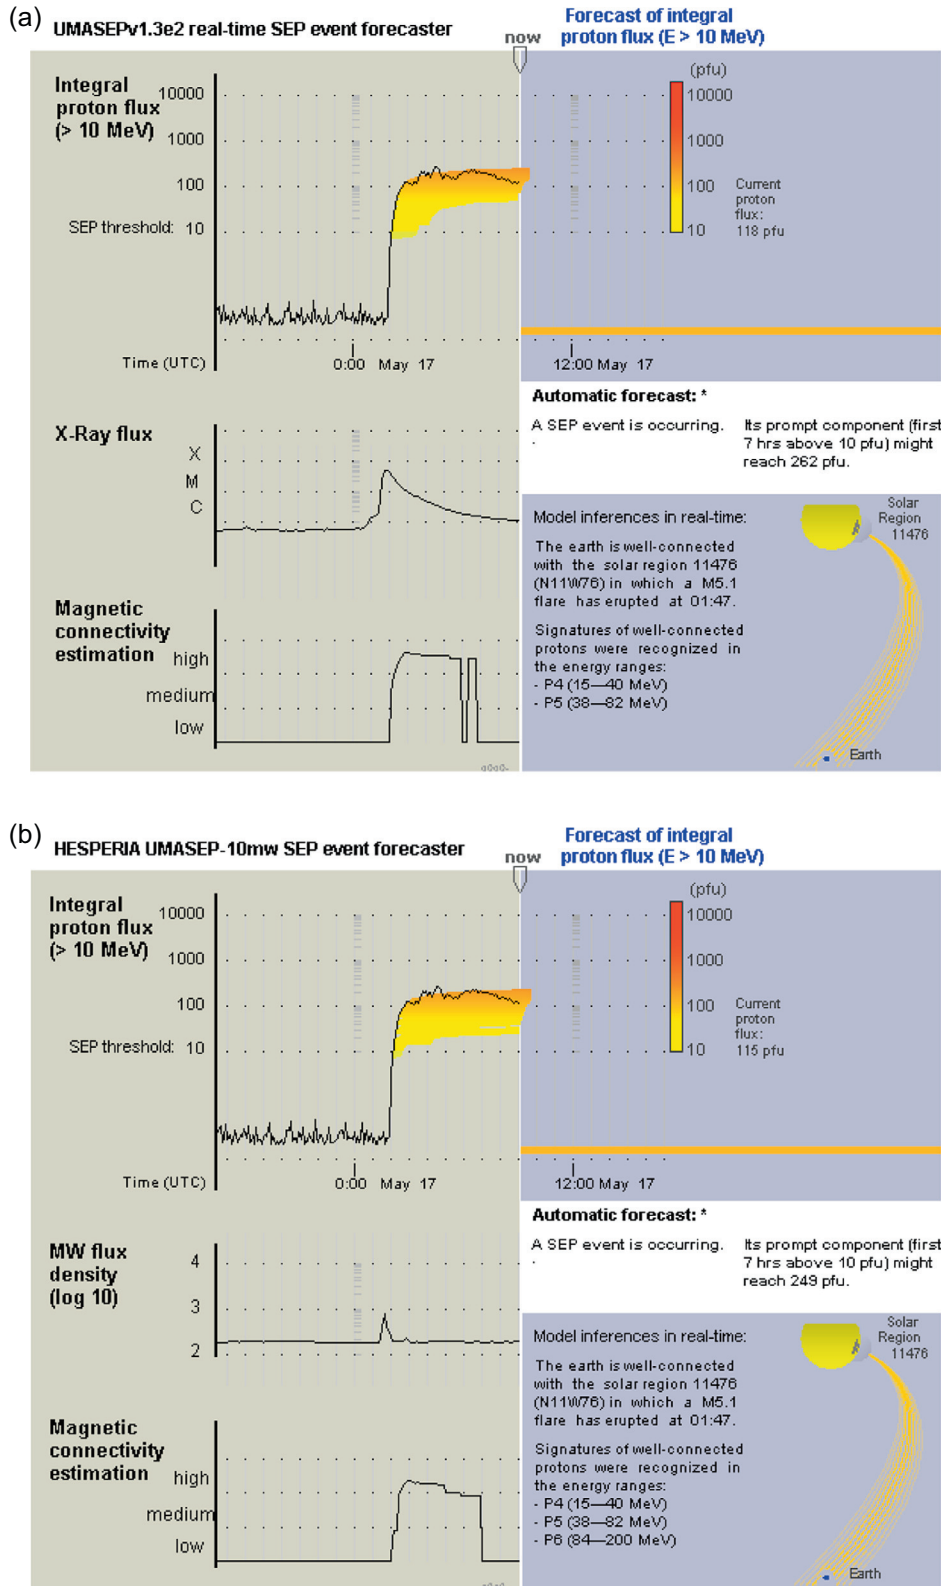 (a)
UMASEPv1.3e2 real-time SEP event forecaster
now
Forecast of integral
proton flux (E > 10 MeV)
Integral
proton flux
(> 10 MeV)
10000
1000
100
SEP threshold: 10
(pfu)
10000
1000
100
10
Current
proton
flux:
118 pfu
Time (UTC)
0:00 May 17
12:00 May 17
Automatic forecast: *
A SEP event is occurring.
.
Its prompt component (first
7 hrs above 10 pfu) might
reach 262 pfu.
X-Ray flux
X
M
C
Model inferences in real-time:
The earth is well-connected
with the solar region 11476
(N11W76) in which a M5.1
flare has erupted at 01:47.
Signatures of well-connected
protons were recognized in
the energy ranges:
- P4 (15—40 MeV)
- P5 (38—82 MeV)
Solar
Region
11476
Earth
Magnetic
connectivity
estimation
high
medium
low
(b)
HESPERIA UMASEP-10mw SEP event forecaster
now
Forecast of integral
proton flux (E > 10 MeV)
Integral
proton flux
(> 10 MeV)
10000
1000
100
SEP threshold: 10
(pfu)
10000
1000
100
10
Current
proton
flux:
115 pfu
Time (UTC)
0:00 May 17
12:00 May 17
Automatic forecast: *
A SEP event is occurring.
.
Its prompt component (first
7 hrs above 10 pfu) might
reach 249 pfu.
MW flux
density
(log 10)
4
3
2
Model inferences in real-time:
The earth is well-connected
with the solar region 11476
(N11W76) in which a M5.1
flare has erupted at 01:47.
Signatures of well-connected
protons were recognized in
the energy ranges:
- P4 (15—40 MeV)
- P5 (38—82 MeV)
- P6 (84—200 MeV)
Solar
Region
11476
Earth
Magnetic
connectivity
estimation
high
medium
low